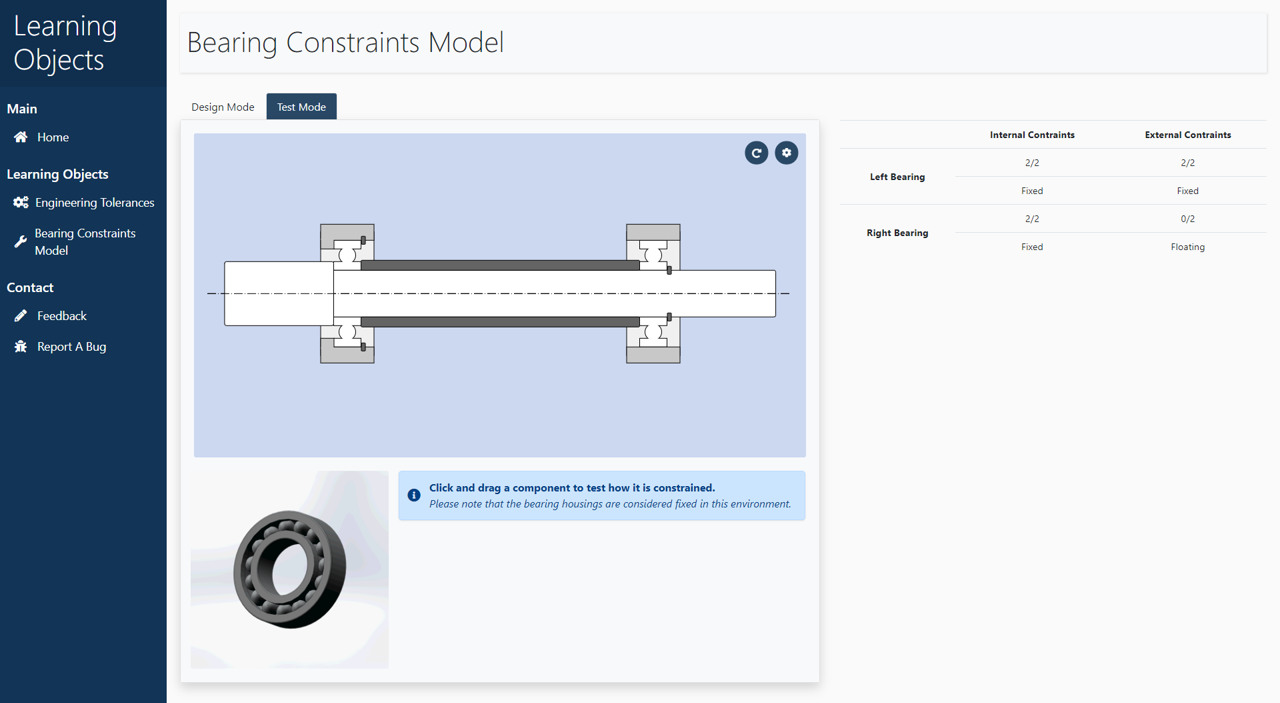 Learning
Objects
Main
Home
Learning Objects
Engineering Tolerances
Bearing Constraints
Model
Contact
Feedback
Report A Bug
Bearing Constraints Model
Design Mode
Test Mode
Click and drag a component to test how it is constrained.
Please note that the bearing housings are considered fixed in this environment.
Internal Contraints External Contraints
Left Bearing
2/2 2/2
Fixed Fixed
Right Bearing
2/2 0/2
Fixed Floating